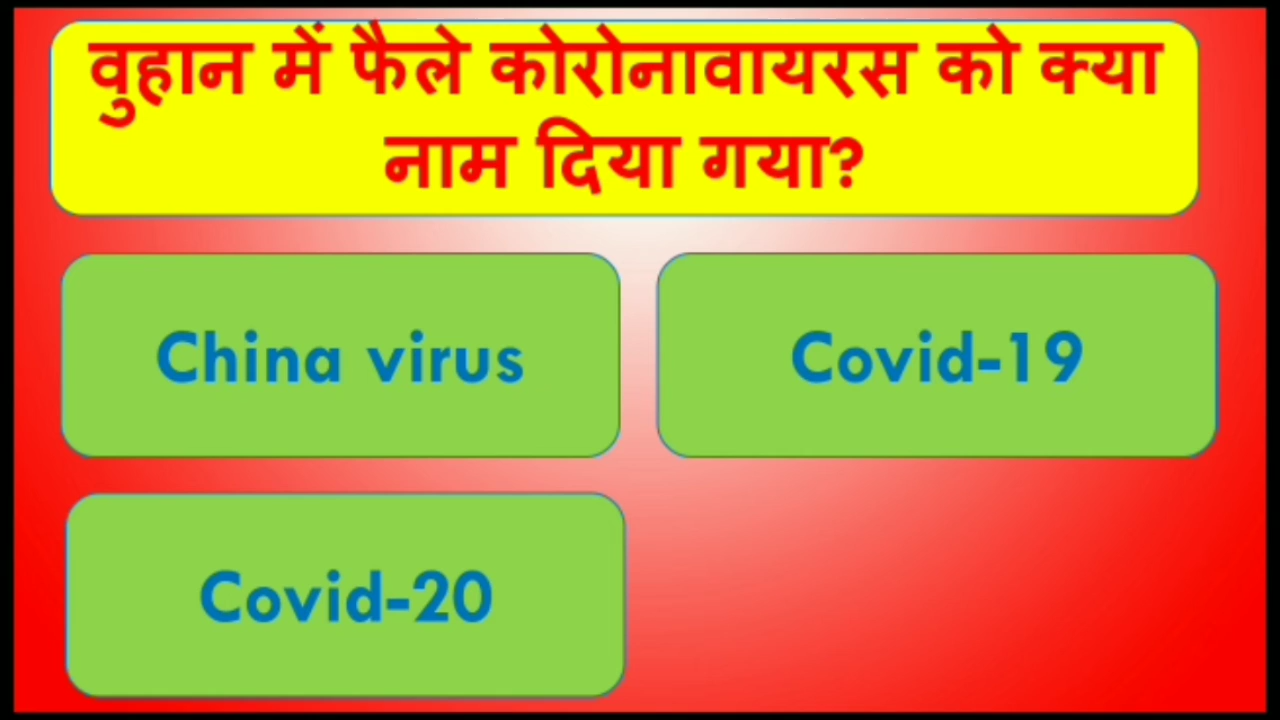 वुहान में फैले कोरोनावायरस को क्या
नाम दिया गया?
China virus
Covid-19
Covid-20